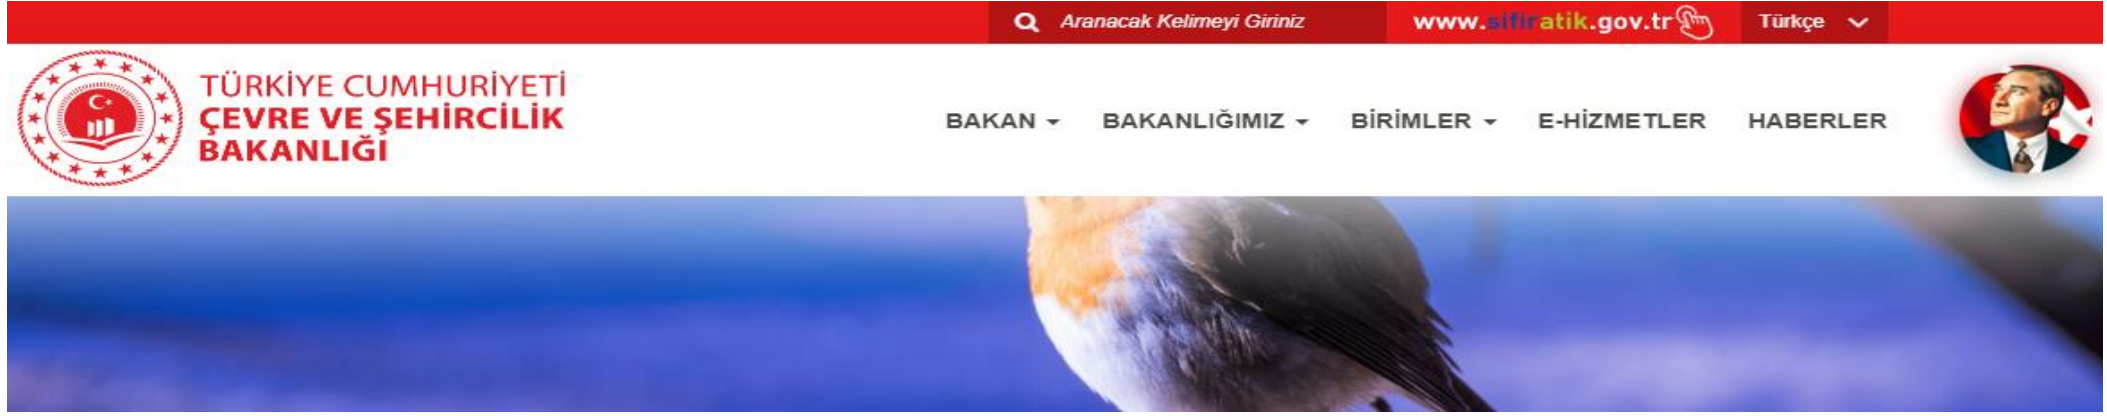 Aranacak Kelimeyi Giriniz www.sifiratik.gov.tr Türkçe
TÜRKİYE CUMHURİYETİ
ÇEVRE VE ŞEHİRCİLİK
BAKANLIĞI
BAKAN BAKANLIĞIMIZ BİRİMLER E-HİZMETLER HABERLER